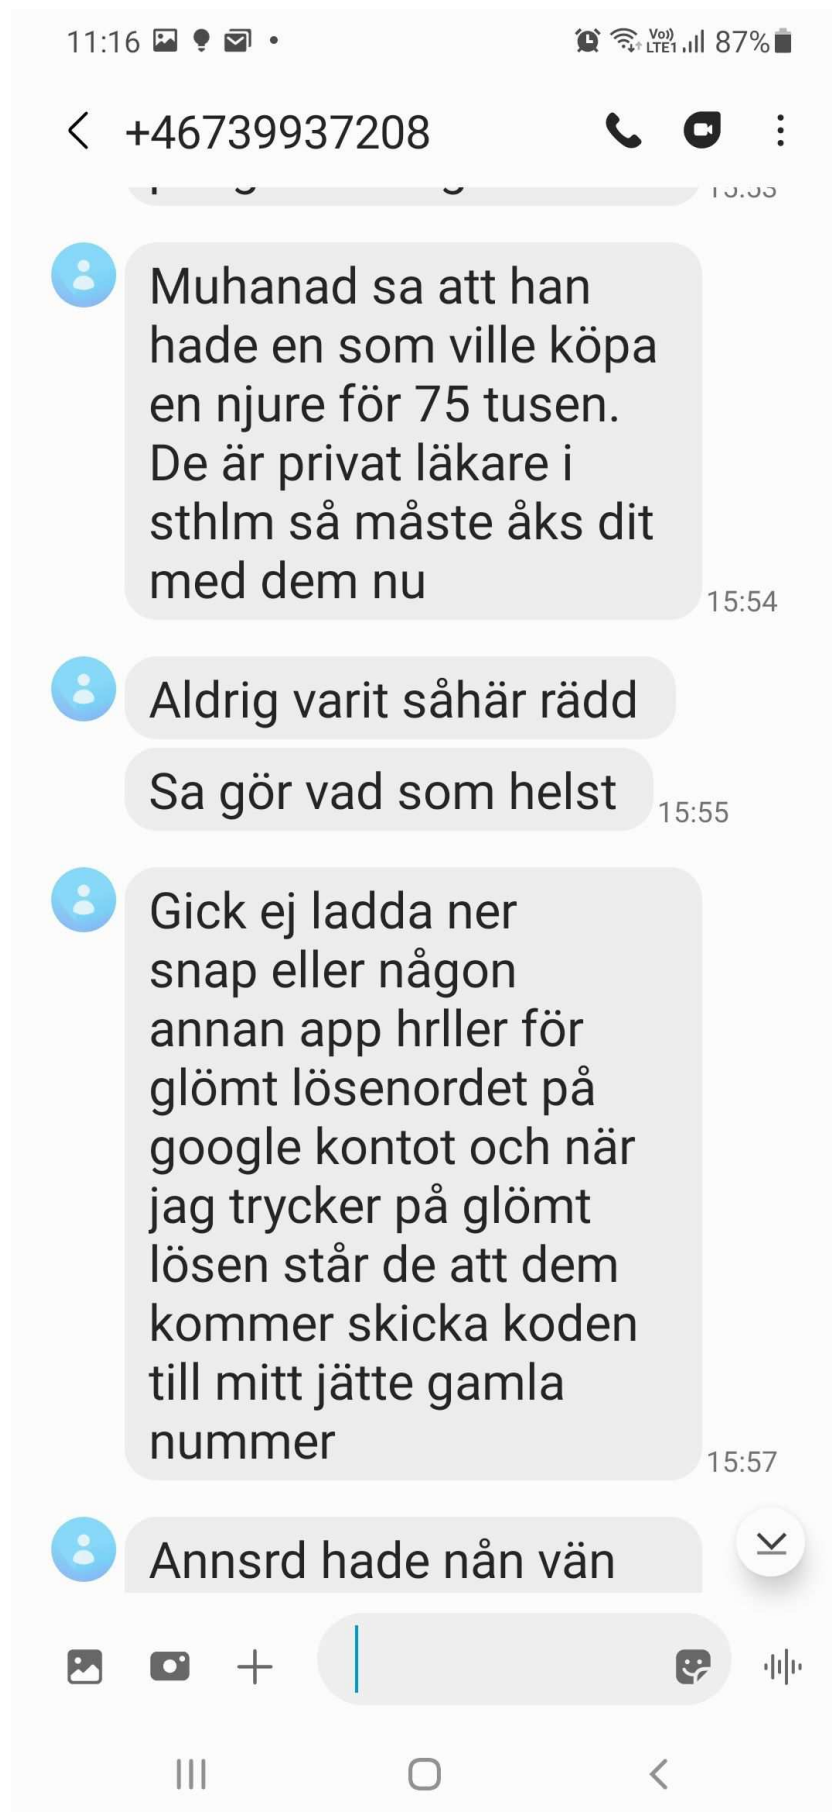 11:16
Vo)) LTE1 87%
+46739937208
Muhanad sa att han
hade en som ville köpa
en njure för 75 tusen.
De är privat läkare i
sthlm så måste åks dit
med dem nu
15:54
Aldrig varit såhär rädd
Sa gör vad som helst
15:55
Gick ej ladda ner
snap eller någon
annan app hrller för
glömt lösenordet på
google kontot och när
jag trycker på glömt
lösen står de att dem
kommer skicka koden
till mitt jätte gamla
nummer
15:57
Annsrd hade nån vän